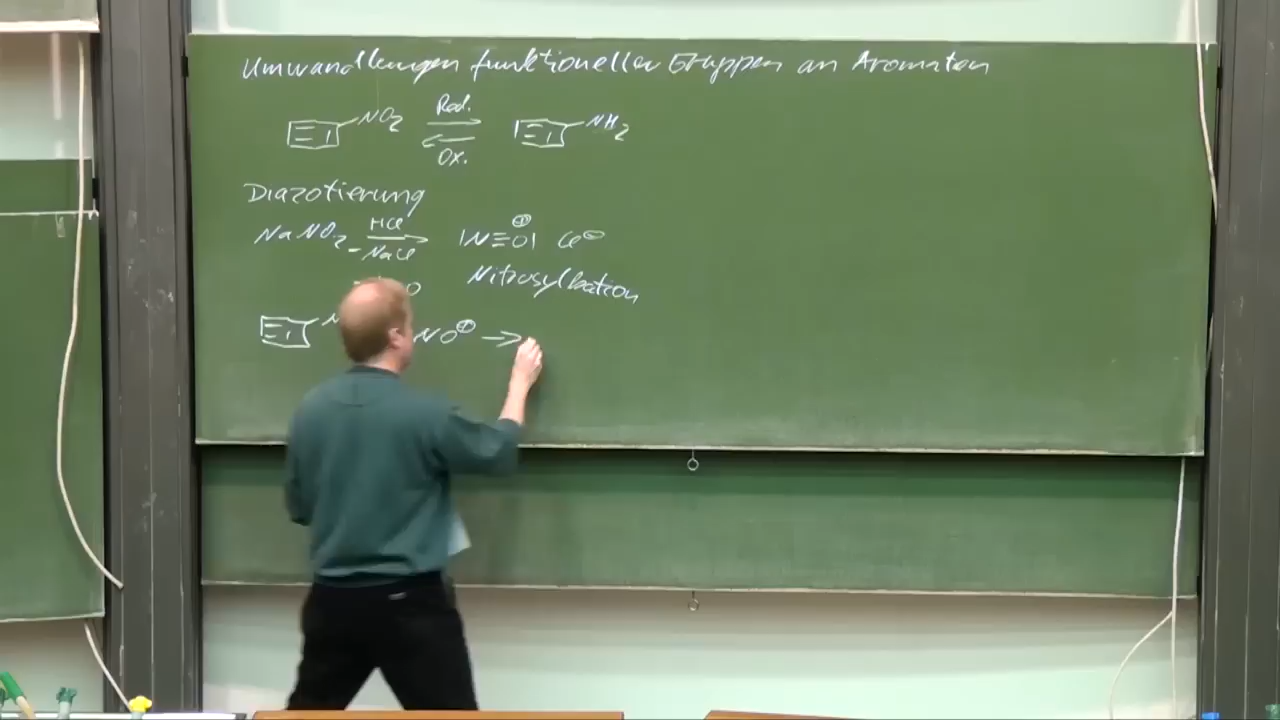 Umwandlungen funktioneller Gruppen an Aromaten
NO2 Red. Ox. NH2
Diazotierung
NaNO2 HCl - NaCl |N≡O| ⊕ Cl⊖
O Nitrosylkation
N NO⊕ →